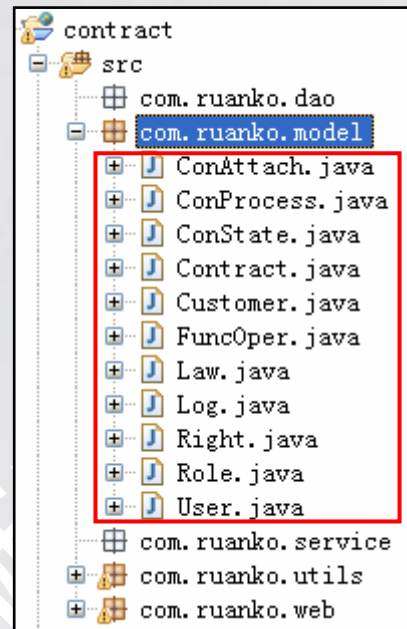 contract
src
com.ruanko.dao
com.ruanko.model
ConAttach.java
ConProcess.java
ConState.java
Contract.java
Customer.java
FuncOper.java
Law.java
Log.java
Right.java
Role.java
User.java
com.ruanko.service
com.ruanko.utils
com.ruanko.web